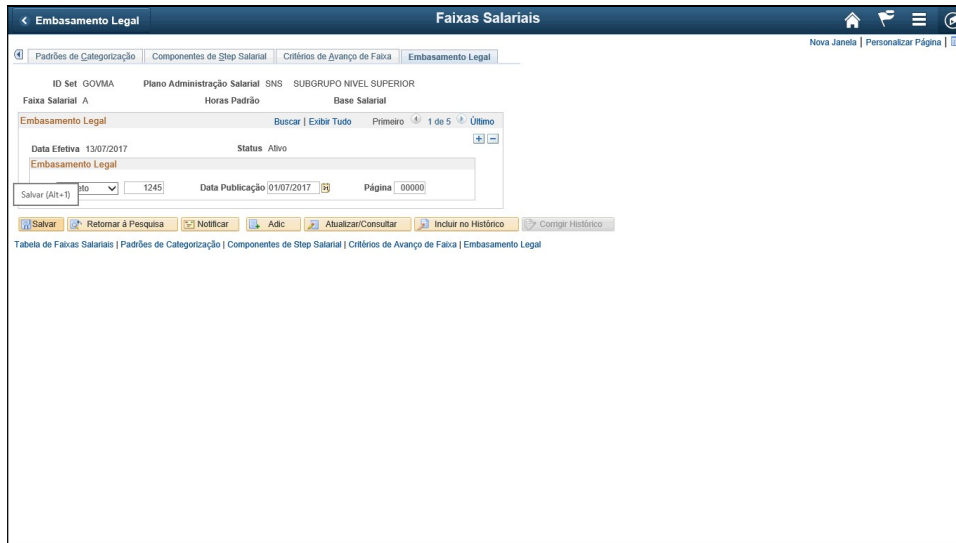 Embasamento Legal
Faixas Salariais
Nova Janela | Personalizar Página |
Padrões de Categorização Componentes de Step Salarial Critérios de Avanço de Faixa Embasamento Legal
ID Set GOVMA Plano Administração Salarial SNS SUBGRUPO NIVEL SUPERIOR
Faixa Salarial A Horas Padrão Base Salarial
Embasamento Legal Buscar | Exibir Tudo Primeiro 1 de 5 Último
Data Efetiva 13/07/2017 Status Ativo
Embasamento Legal
Salvar (Alt+1) eto 1245 Data Publicação 01/07/2017 Página 00000
Salvar Retornar à Pesquisa Notificar Adic Atualizar/Consultar Incluir no Histórico Corrigir Histórico
Tabela de Faixas Salariais | Padrões de Categorização | Componentes de Step Salarial | Critérios de Avanço de Faixa | Embasamento Legal